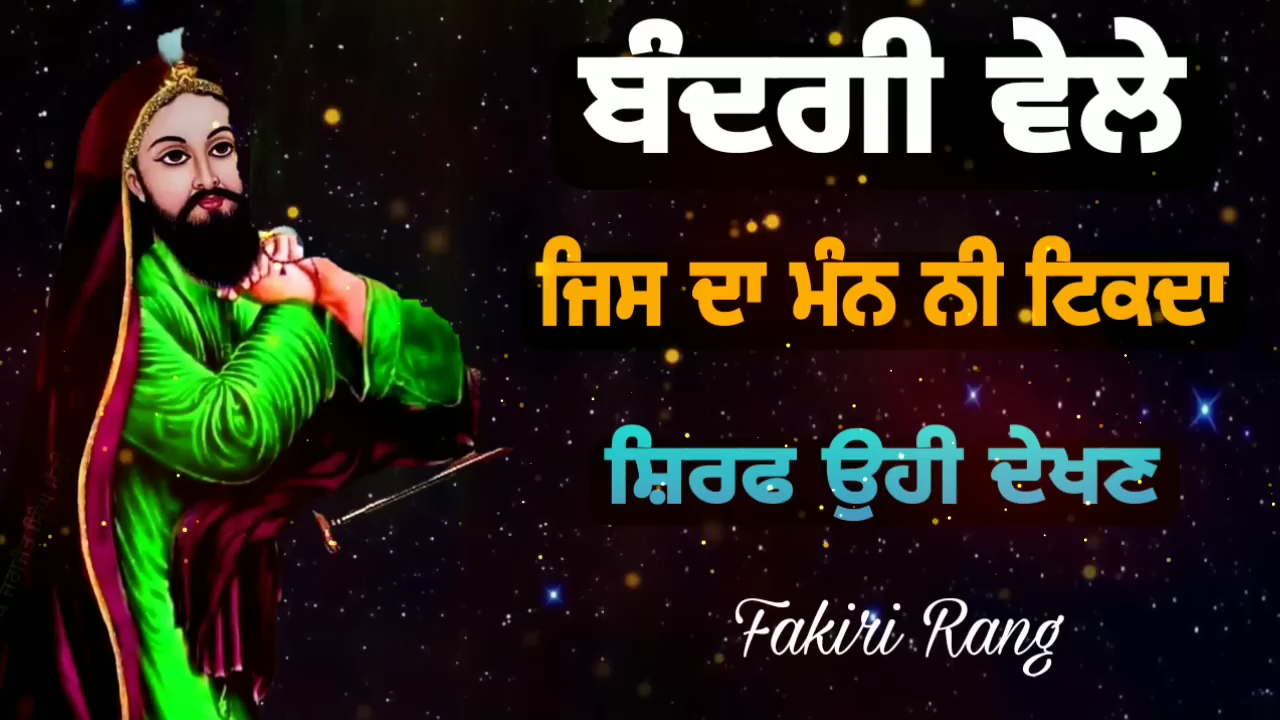 ਬੰਦਗੀ ਵੇਲੇ
ਜਿਸ ਦਾ ਮੰਨ ਨੀ ਟਿਕਦਾ
ਸ਼ਿਰਫ ਉਹੀ ਦੇਖਣ
Fakiri Rang